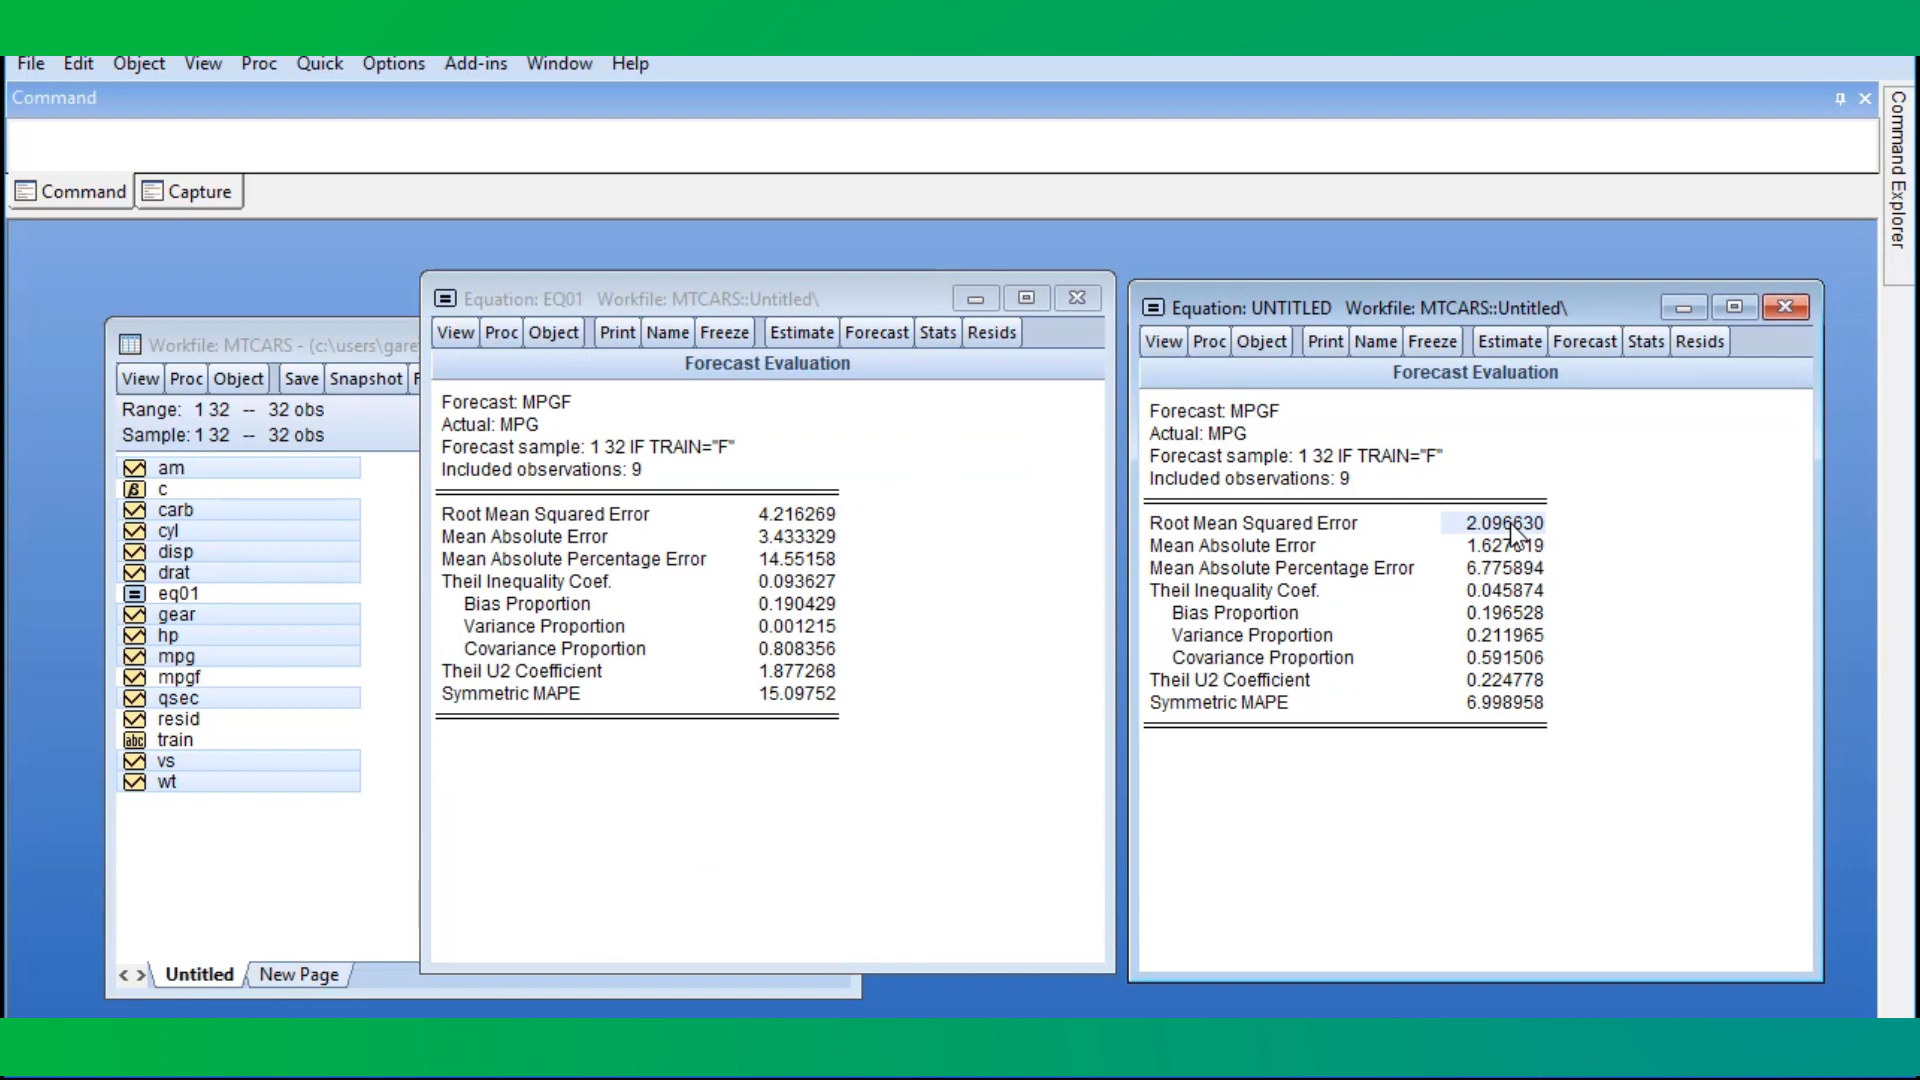 File Edit Object View Proc Quick Options Add-ins Window Help
Command
Command Explorer
Command Capture
Workfile: MTCARS - (c:\users\gare
View Proc Object Save Snapshot
Range: 1 32 -- 32 obs
Sample: 1 32 -- 32 obs
am
c
carb
cyl
disp
drat
eq01
gear
hp
mpg
mpgf
qsec
resid
train
vs
wt
Untitled New Page
Equation: EQ01 Workfile: MTCARS::Untitled\
View Proc Object Print Name Freeze Estimate Forecast Stats Resids
Forecast Evaluation
Forecast: MPGF
Actual: MPG
Forecast sample: 1 32 IF TRAIN="F"
Included observations: 9
Root Mean Squared Error 4.216269
Mean Absolute Error 3.433329
Mean Absolute Percentage Error 14.55158
Theil Inequality Coef. 0.093627
Bias Proportion 0.190429
Variance Proportion 0.001215
Covariance Proportion 0.808356
Theil U2 Coefficient 1.877268
Symmetric MAPE 15.09752
Equation: UNTITLED Workfile: MTCARS::Untitled\
View Proc Object Print Name Freeze Estimate Forecast Stats Resids
Forecast Evaluation
Forecast: MPGF
Actual: MPG
Forecast sample: 1 32 IF TRAIN="F"
Included observations: 9
Root Mean Squared Error 2.096630
Mean Absolute Error
Mean Absolute Percentage Error 6.775894
Theil Inequality Coef. 0.045874
Bias Proportion 0.196528
Variance Proportion 0.211965
Covariance Proportion 0.591506
Theil U2 Coefficient 0.224778
Symmetric MAPE 6.998958